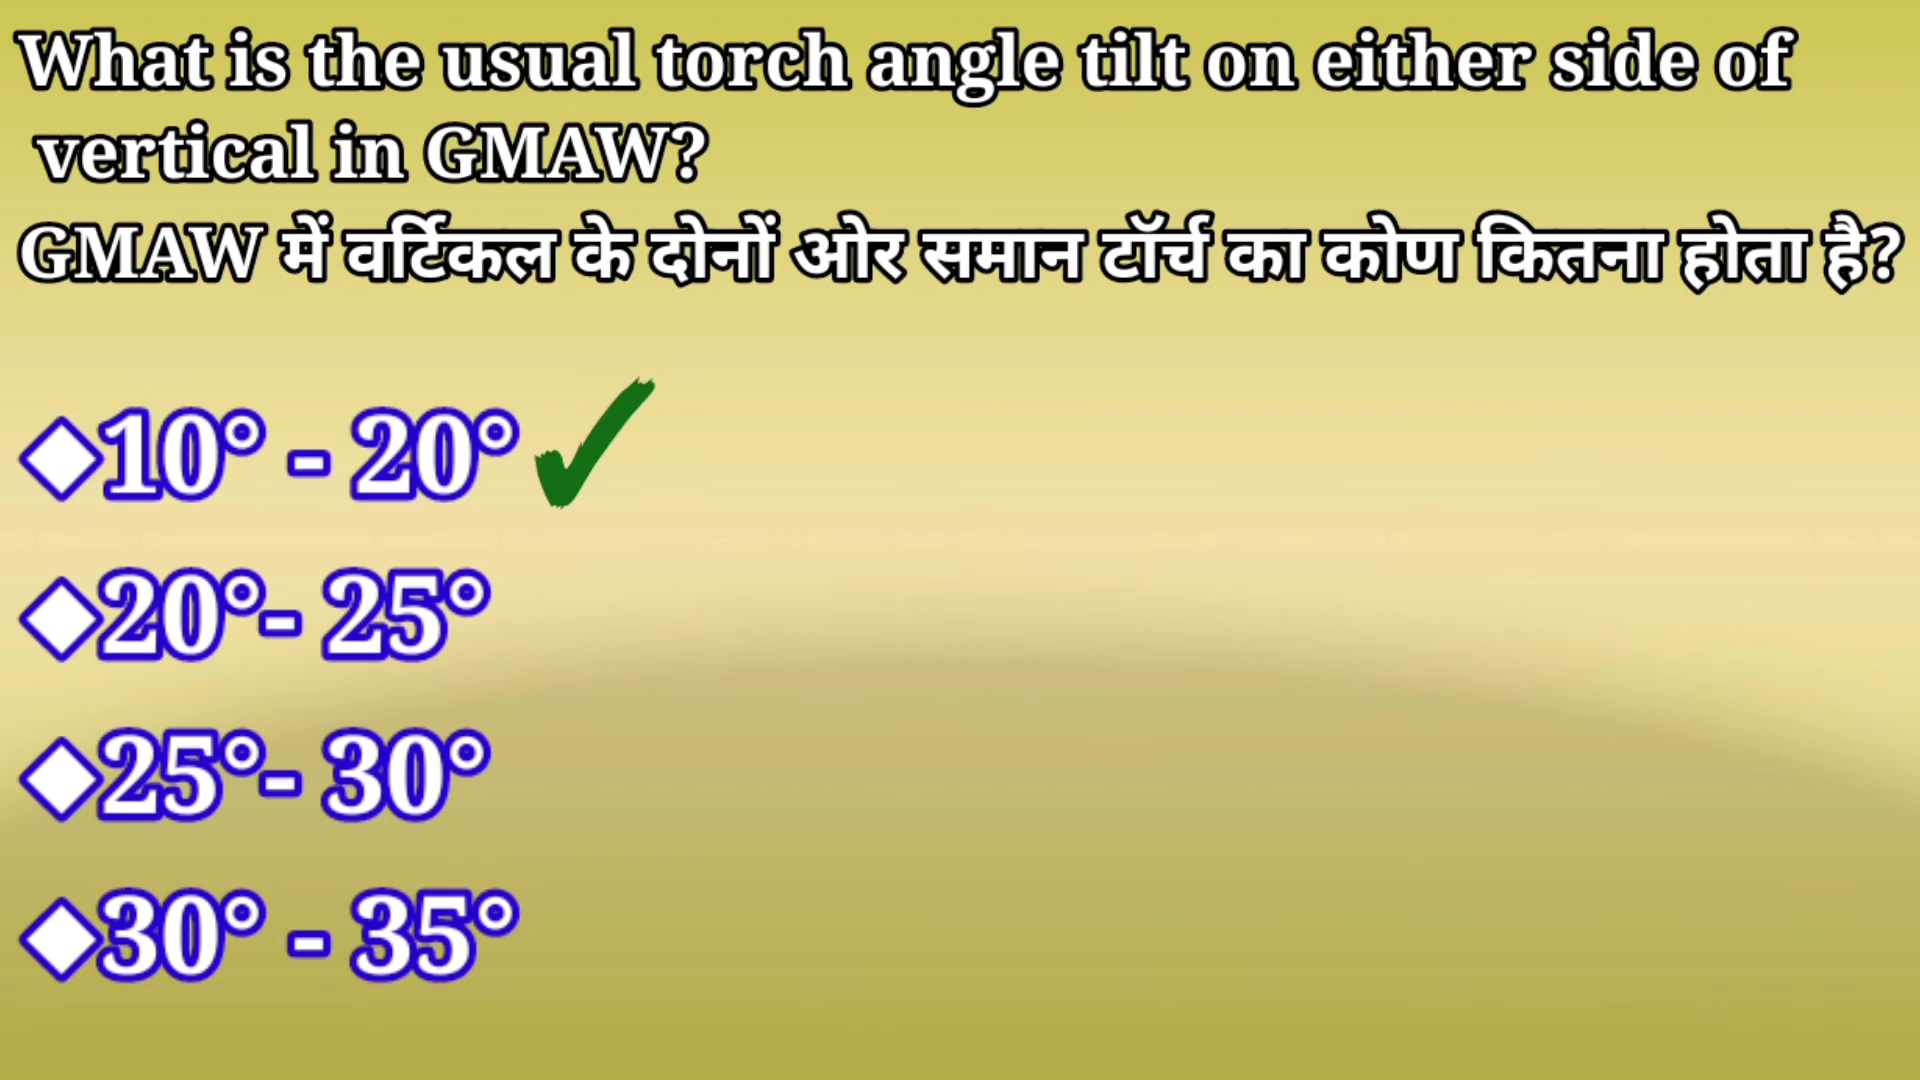 What is the usual torch angle tilt on either side of
vertical in GMAW?
GMAW में वर्टिकल के दोनों ओर समान टॉर्च का कोण कितना होता है?
◆10° - 20°
◆20°- 25°
◆25°- 30°
◆30° - 35°